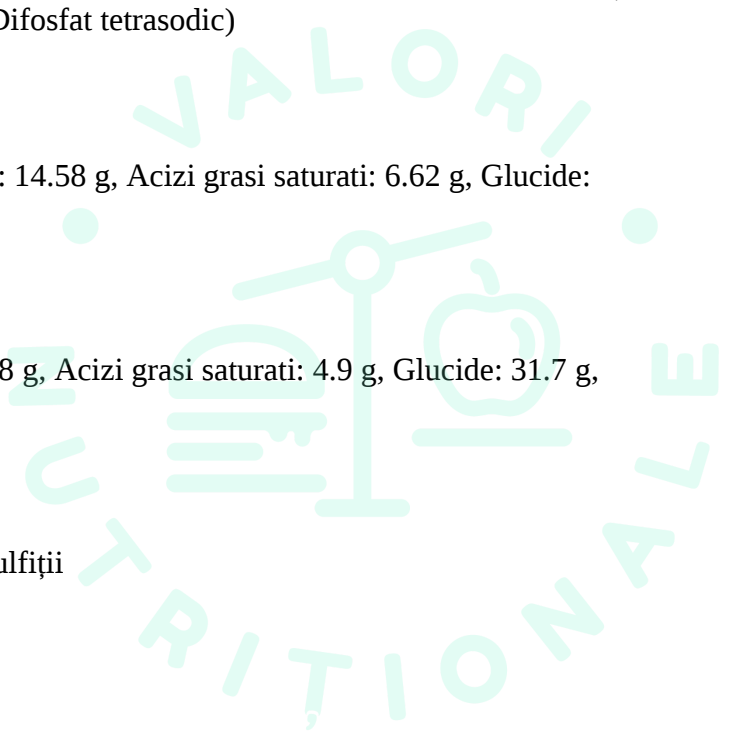 Difosfat tetrasodic)
VALORI
: 14.58 g, Acizi grasi saturati: 6.62 g, Glucide:
8 g, Acizi grasi saturati: 4.9 g, Glucide: 31.7 g,
ulfiții
NUTRITIONALE